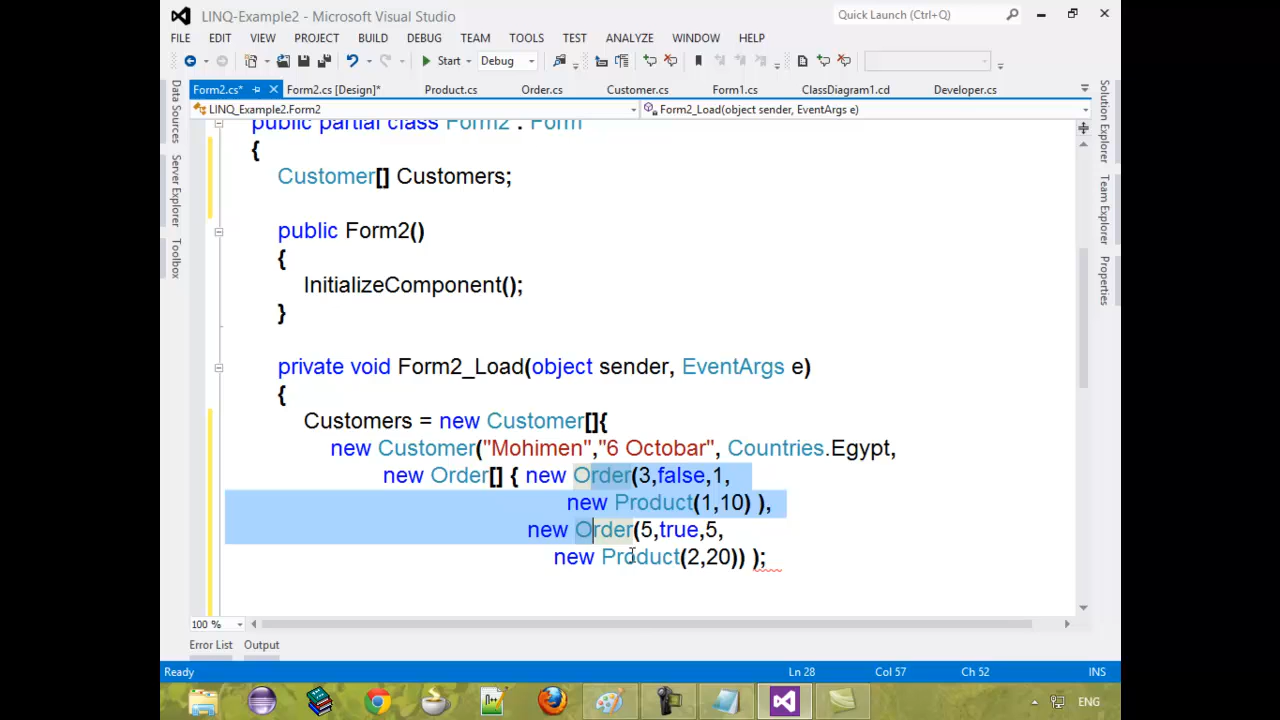 LINQ-Example2 - Microsoft Visual Studio
Quick Launch (Ctrl+Q)
FILE EDIT VIEW PROJECT BUILD DEBUG TEAM TOOLS TEST ANALYZE WINDOW HELP
Start Debug
Form2.cs* Form2.cs [Design]* Product.cs Order.cs Customer.cs Form1.cs ClassDiagram1.cd Developer.cs
LINQ_Example2.Form2
Form2_Load(object sender, EventArgs e)
public partial class Form2 : Form
{
Customer[] Customers;
public Form2()
{
InitializeComponent();
}
private void Form2_Load(object sender, EventArgs e)
{
Customers = new Customer[]{
new Customer("Mohimen","6 Octobar", Countries.Egypt,
new Order[] { new Order(3,false,1,
new Product(1,10) ),
new Order(5,true,5,
new Product(2,20)) );
Data Sources
Server Explorer
Toolbox
Solution Explorer
Team Explorer
Properties
100 %
Error List Output
Ready
Ln 28 Col 57 Ch 52 INS
ENG